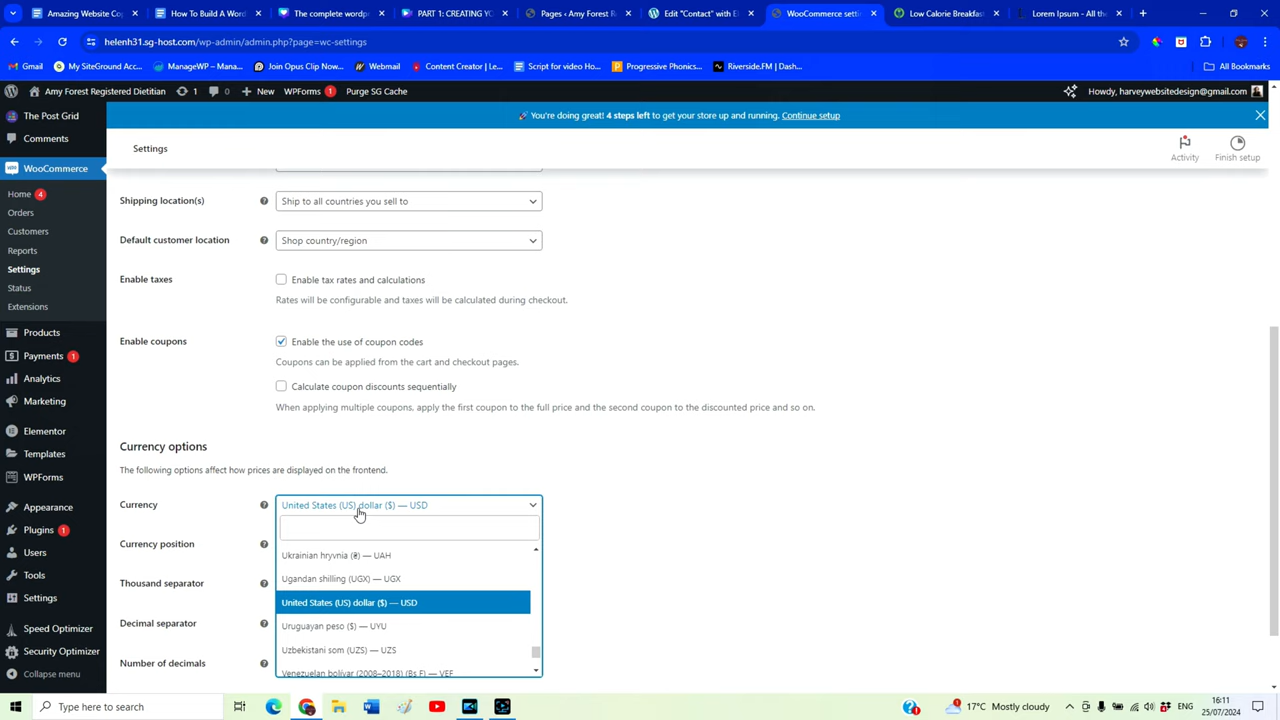 Amazing Website Cop
How To Build A Word
The complete wordpr
PART 1: CREATING YO
Pages ‹ Amy Forest R
Edit "Contact" with El
WooCommerce setti
Low Calorie Breakfas
Lorem Ipsum - All the
helenh31.sg-host.com/wp-admin/admin.php?page=wc-settings
Gmail
My SiteGround Acc...
ManageWP – Mana...
Join Opus Clip Now...
Webmail
Content Creator | Le...
Script for video Ho...
Progressive Phonics...
Riverside.FM | Dash...
All Bookmarks
Amy Forest Registered Dietitian
1
0
New
WPForms 1
Purge SG Cache
Howdy, harveywebsitedesign@gmail.com
The Post Grid
Comments
WooCommerce
Home 4
Orders
Customers
Reports
Settings
Status
Extensions
Products
Payments 1
Analytics
Marketing
Elementor
Templates
WPForms
Appearance
Plugins 1
Users
Tools
Settings
Speed Optimizer
Security Optimizer
Collapse menu
You're doing great! 4 steps left to get your store up and running. Continue setup
Settings
Activity
Finish setup
Shipping location(s)
Ship to all countries you sell to
Default customer location
Shop country/region
Enable taxes
Enable tax rates and calculations
Rates will be configurable and taxes will be calculated during checkout.
Enable coupons
Enable the use of coupon codes
Coupons can be applied from the cart and checkout pages.
Calculate coupon discounts sequentially
When applying multiple coupons, apply the first coupon to the full price and the second coupon to the discounted price and so on.
Currency options
The following options affect how prices are displayed on the frontend.
Currency
United States (US) dollar ($) — USD
Ukrainian hryvnia (₴) — UAH
Ugandan shilling (UGX) — UGX
United States (US) dollar ($) — USD
Uruguayan peso ($) — UYU
Uzbekistani som (UZS) — UZS
Venezuelan bolívar (2008–2018) (Bs F) — VEF
Currency position
Thousand separator
Decimal separator
Number of decimals
Type here to search
17°C Mostly cloudy
ENG
16:11
25/07/2024